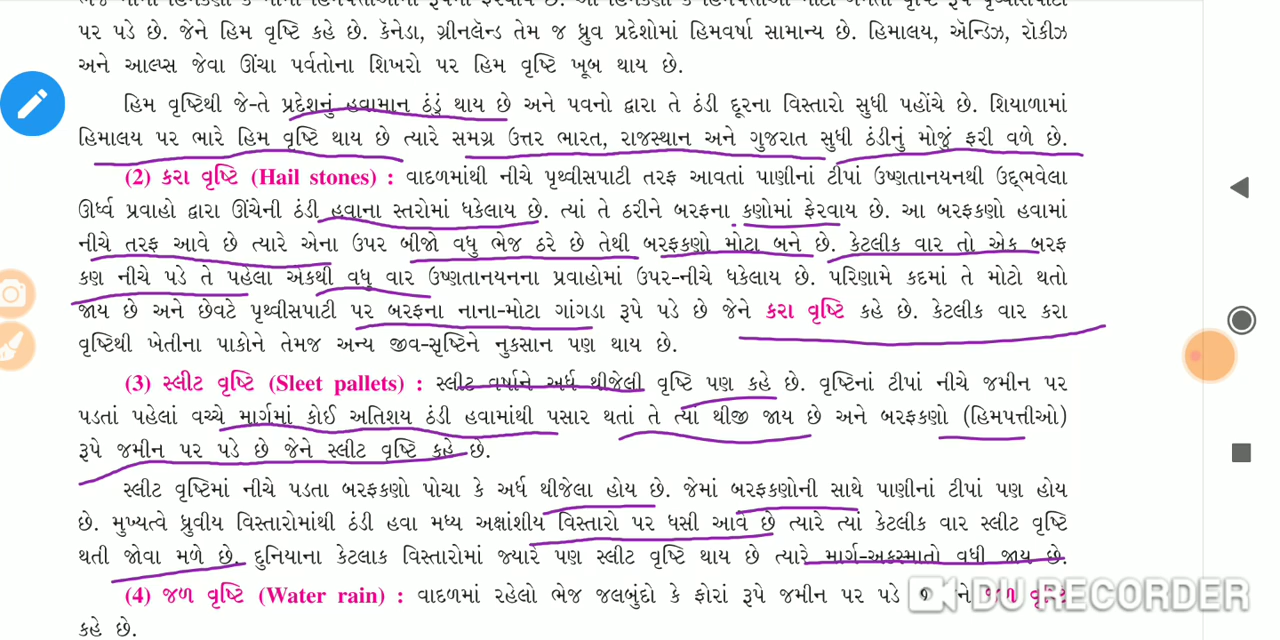 પર પડે છે. જેને હિમ વૃષ્ટિ કહે છે. કૅનેડા, ગ્રીનલૅન્ડ તેમ જ ધ્રુવ પ્રદેશોમાં હિમવર્ષા સામાન્ય છે. હિમાલય, ઍન્ડિઝ, રૉકીઝ
અને આલ્પ્સ જેવા ઊંચા પર્વતોના શિખરો પર હિમ વૃષ્ટિ ખૂબ થાય છે.
હિમ વૃષ્ટિથી જે-તે પ્રદેશનું હવામાન ઠંડું થાય છે અને પવનો દ્વારા તે ઠંડી દૂરના વિસ્તારો સુધી પહોંચે છે. શિયાળામાં
હિમાલય પર ભારે હિમ વૃષ્ટિ થાય છે ત્યારે સમગ્ર ઉત્તર ભારત, રાજસ્થાન અને ગુજરાત સુધી ઠંડીનું મોજું ફરી વળે છે.
(2) કરા વૃષ્ટિ (Hail stones) : વાદળમાંથી નીચે પૃથ્વીસપાટી તરફ આવતાં પાણીનાં ટીપાં ઉષ્ણતાનયનથી ઉદ્ભવેલા
ઊર્ધ્વ પ્રવાહો દ્વારા ઊંચેની ઠંડી હવાના સ્તરોમાં ધકેલાય છે. ત્યાં તે ઠરીને બરફના કણોમાં ફેરવાય છે. આ બરફકણો હવામાં
નીચે તરફ આવે છે ત્યારે એના ઉપર બીજો વધુ ભેજ ઠરે છે તેથી બરફકણો મોટા બને છે. કેટલીક વાર તો એક બરફ
કણ નીચે પડે તે પહેલા એકથી વધુ વાર ઉષ્ણતાનયનના પ્રવાહોમાં ઉપર-નીચે ધકેલાય છે. પરિણામે કદમાં તે મોટો થતો
જાય છે અને છેવટે પૃથ્વીસપાટી પર બરફના નાના-મોટા ગાંગડા રૂપે પડે છે જેને કરા વૃષ્ટિ કહે છે. કેટલીક વાર કરા
વૃષ્ટિથી ખેતીના પાકોને તેમજ અન્ય જીવ-સૃષ્ટિને નુકસાન પણ થાય છે.
(3) સ્લીટ વૃષ્ટિ (Sleet pallets) : સ્લીટ વર્ષાને અર્ધ થીજેલી વૃષ્ટિ પણ કહે છે. વૃષ્ટિનાં ટીપાં નીચે જમીન પર
પડતાં પહેલાં વચ્ચે માર્ગમાં કોઈ અતિશય ઠંડી હવામાંથી પસાર થતાં તે ત્યાં થીજી જાય છે અને બરફકણો (હિમપત્તીઓ)
રૂપે જમીન પર પડે છે જેને સ્લીટ વૃષ્ટિ કહે છે.
સ્લીટ વૃષ્ટિમાં નીચે પડતા બરફકણો પોચા કે અર્ધ થીજેલા હોય છે. જેમાં બરફકણોની સાથે પાણીનાં ટીપાં પણ હોય
છે. મુખ્યત્વે ધ્રુવીય વિસ્તારોમાંથી ઠંડી હવા મધ્ય અક્ષાંશીય વિસ્તારો પર ધસી આવે છે ત્યારે ત્યાં કેટલીક વાર સ્લીટ વૃષ્ટિ
થતી જોવા મળે છે. દુનિયાના કેટલાક વિસ્તારોમાં જ્યારે પણ સ્લીટ વૃષ્ટિ થાય છે ત્યારે માર્ગ-અકસ્માતો વધી જાય છે.
(4) જળ વૃષ્ટિ (Water rain) : વાદળમાં રહેલો ભેજ જલબુંદો કે ફોરાં રૂપે જમીન પર પડે જળ વૃષ્ટિ
કહે છે.
DU RECORDER